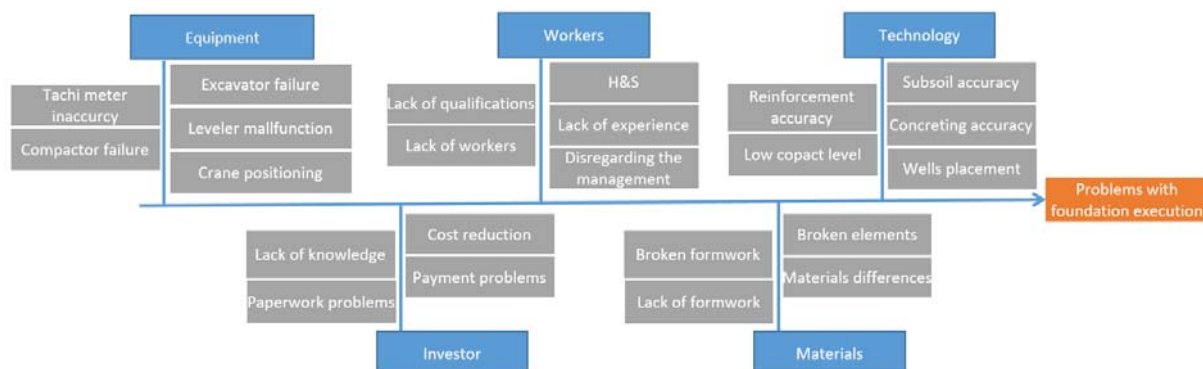 Equipment
Workers
Technology
Tachi meter
inaccurcy
Compactor failure
Excavator failure
Leveler mallfunction
Crane positioning
Lack of qualifications
Lack of workers
H&S
Lack of experience
Disregarding the
management
Reinforcement
accuracy
Low copact level
Subsoil accuracy
Concreting accuracy
Wells placement
Problems with
foundation execution
Lack of knowledge
Paperwork problems
Cost reduction
Payment problems
Broken formwork
Lack of formwork
Broken elements
Materials differences
Investor
Materials